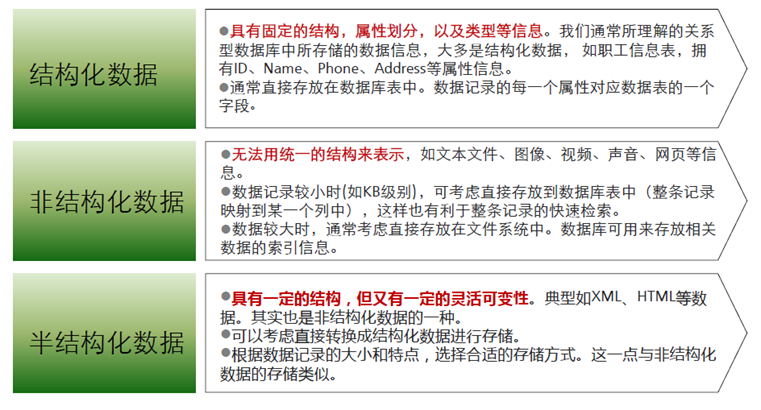 结构化数据
●具有固定的结构，属性划分，以及类型等信息。我们通常所理解的关系
型数据库中所存储的数据信息，大多是结构化数据， 如职工信息表，拥
有ID、Name、Phone、Address等属性信息。
●通常直接存放在数据库表中。数据记录的每一个属性对应数据表的一个
字段。
非结构化数据
●无法用统一的结构来表示，如文本文件、图像、视频、声音、网页等信
息。
●数据记录较小时(如KB级别)，可考虑直接存放到数据库表中（整条记录
映射到某一个列中），这样也有利于整条记录的快速检索。
●数据较大时，通常考虑直接存放在文件系统中。数据库可用来存放相关
数据的索引信息。
半结构化数据
●具有一定的结构，但又有一定的灵活可变性。典型如XML、HTML等数
据。其实也是非结构化数据的一种。
●可以考虑直接转换成结构化数据进行存储。
●根据数据记录的大小和特点，选择合适的存储方式。这一点与非结构化
数据的存储类似。